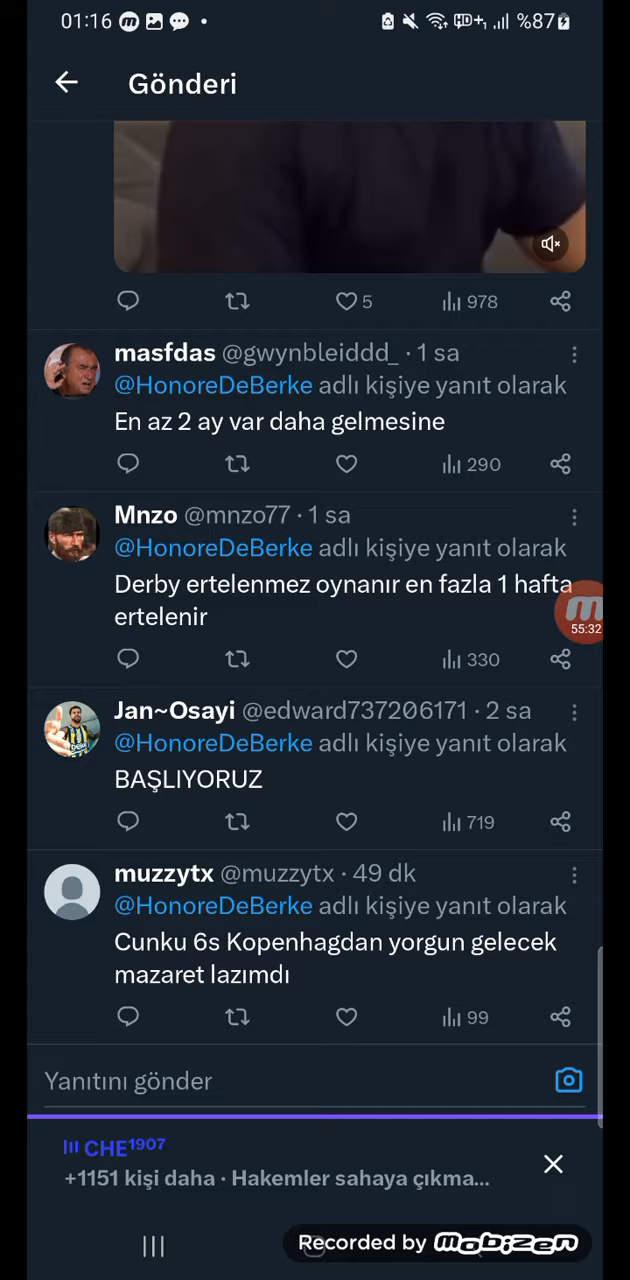 01:16
%87
Gönderi
5
978
masfdas @gwynbleiddd_ · 1 sa
@HonoreDeBerke adlı kişiye yanıt olarak
En az 2 ay var daha gelmesine
290
Mnzo @mnzo77 · 1 sa
@HonoreDeBerke adlı kişiye yanıt olarak
Derby ertelenmez oynanır en fazla 1 hafta
ertelenir
55:32
330
Jan~Osayi @edward737206171 · 2 sa
@HonoreDeBerke adlı kişiye yanıt olarak
BAŞLIYORUZ
719
muzzytx @muzzytx · 49 dk
@HonoreDeBerke adlı kişiye yanıt olarak
Cunku 6s Kopenhagdan yorgun gelecek
mazaret lazımdı
99
Yanıtını gönder
CHE¹⁹⁰⁷
+1151 kişi daha · Hakemler sahaya çıkma...
Recorded by mobizen